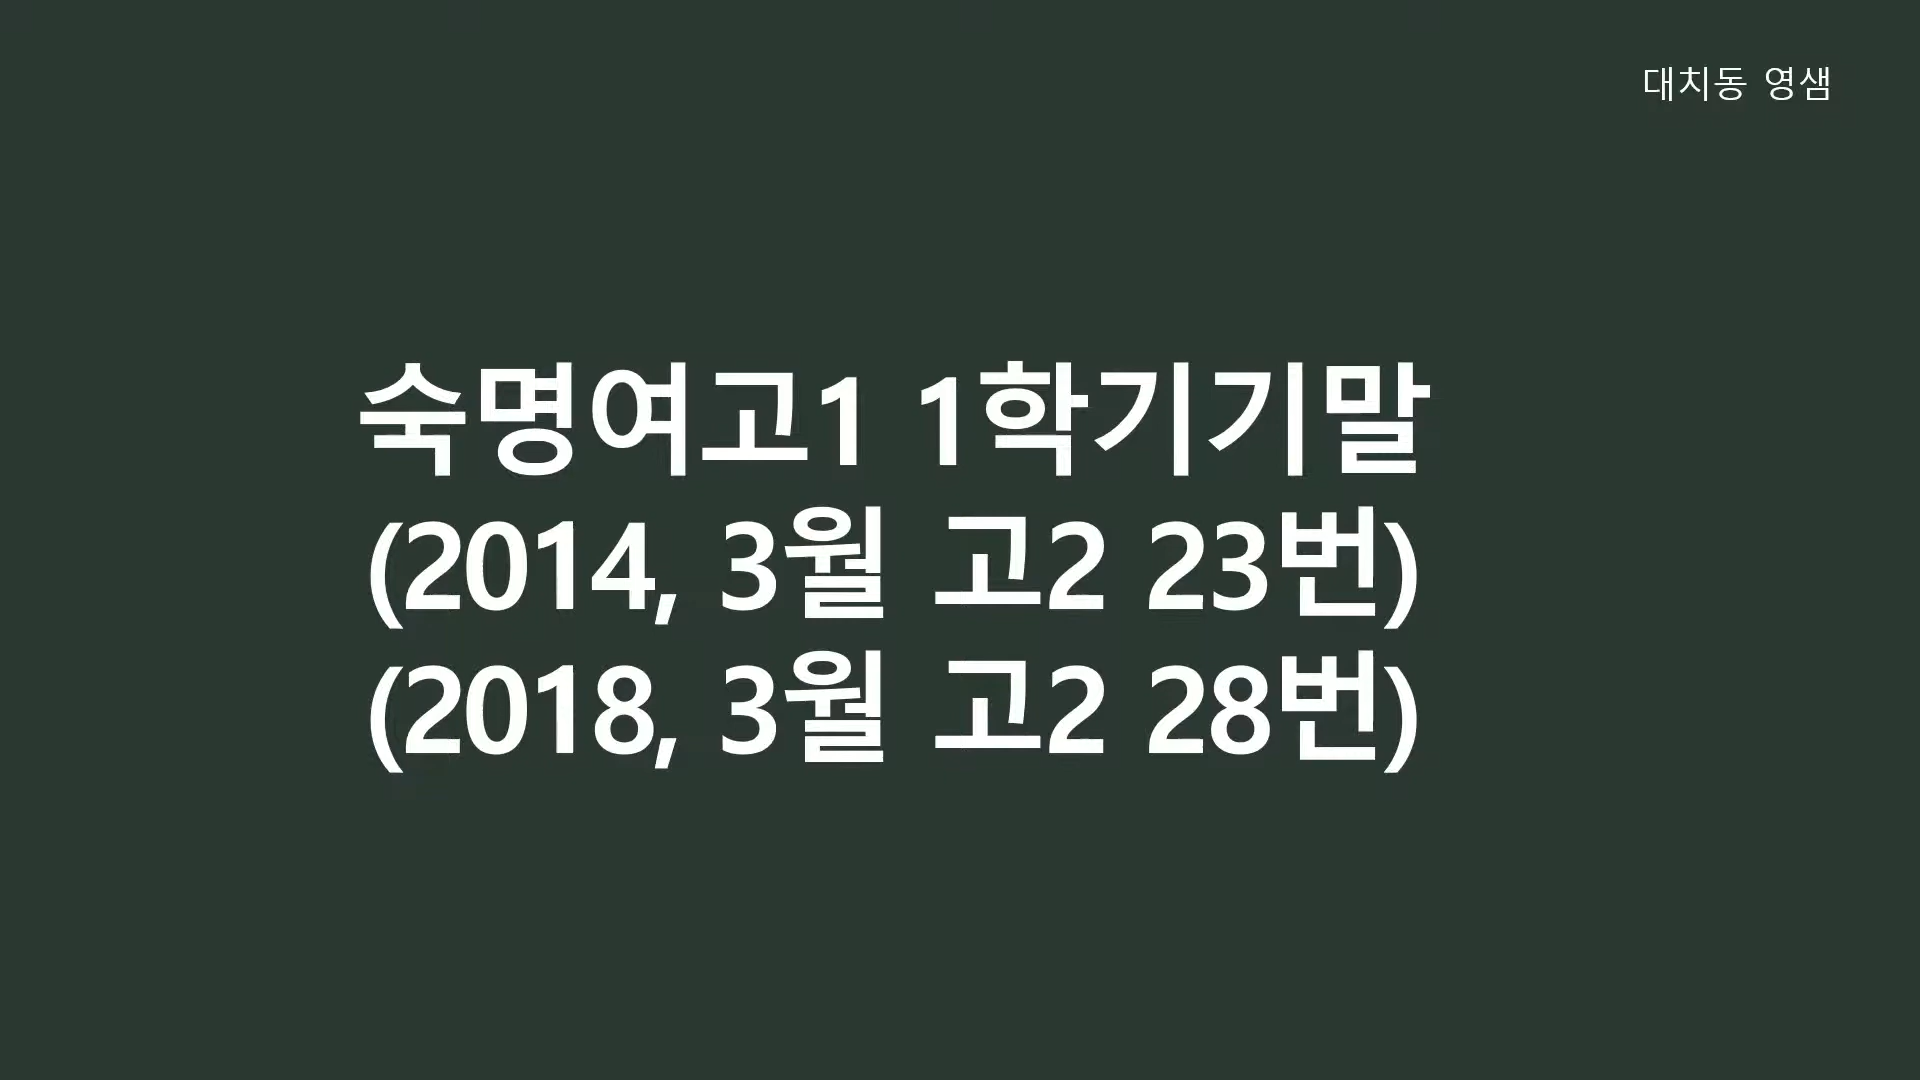 대치동 영샘
숙명여고1 1학기기말
(2014, 3월 고2 23번)
(2018, 3월 고2 28번)